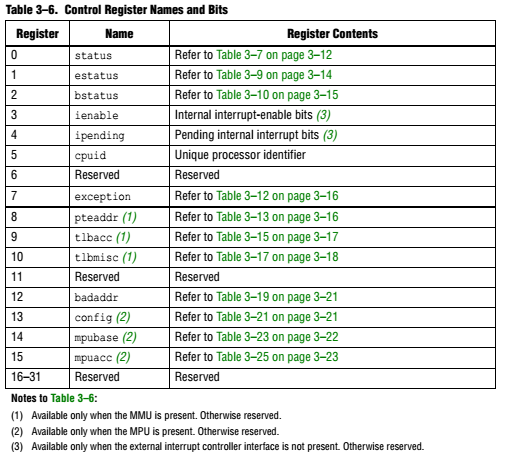 Table 3–6. Control Register Names and Bits
Register Name Register Contents
0 status Refer to Table 3–7 on page 3–12
1 estatus Refer to Table 3–9 on page 3–14
2 bstatus Refer to Table 3–10 on page 3–15
3 ienable Internal interrupt-enable bits (3)
4 ipending Pending internal interrupt bits (3)
5 cpuid Unique processor identifier
6 Reserved Reserved
7 exception Refer to Table 3–12 on page 3–16
8 pteaddr (1) Refer to Table 3–13 on page 3–16
9 tlbacc (1) Refer to Table 3–15 on page 3–17
10 tlbmisc (1) Refer to Table 3–17 on page 3–18
11 Reserved Reserved
12 badaddr Refer to Table 3–19 on page 3–21
13 config (2) Refer to Table 3–21 on page 3–21
14 mpubase (2) Refer to Table 3–23 on page 3–22
15 mpuacc (2) Refer to Table 3–25 on page 3–23
16–31 Reserved Reserved
Notes to Table 3–6:
(1) Available only when the MMU is present. Otherwise reserved.
(2) Available only when the MPU is present. Otherwise reserved.
(3) Available only when the external interrupt controller interface is not present. Otherwise reserved.